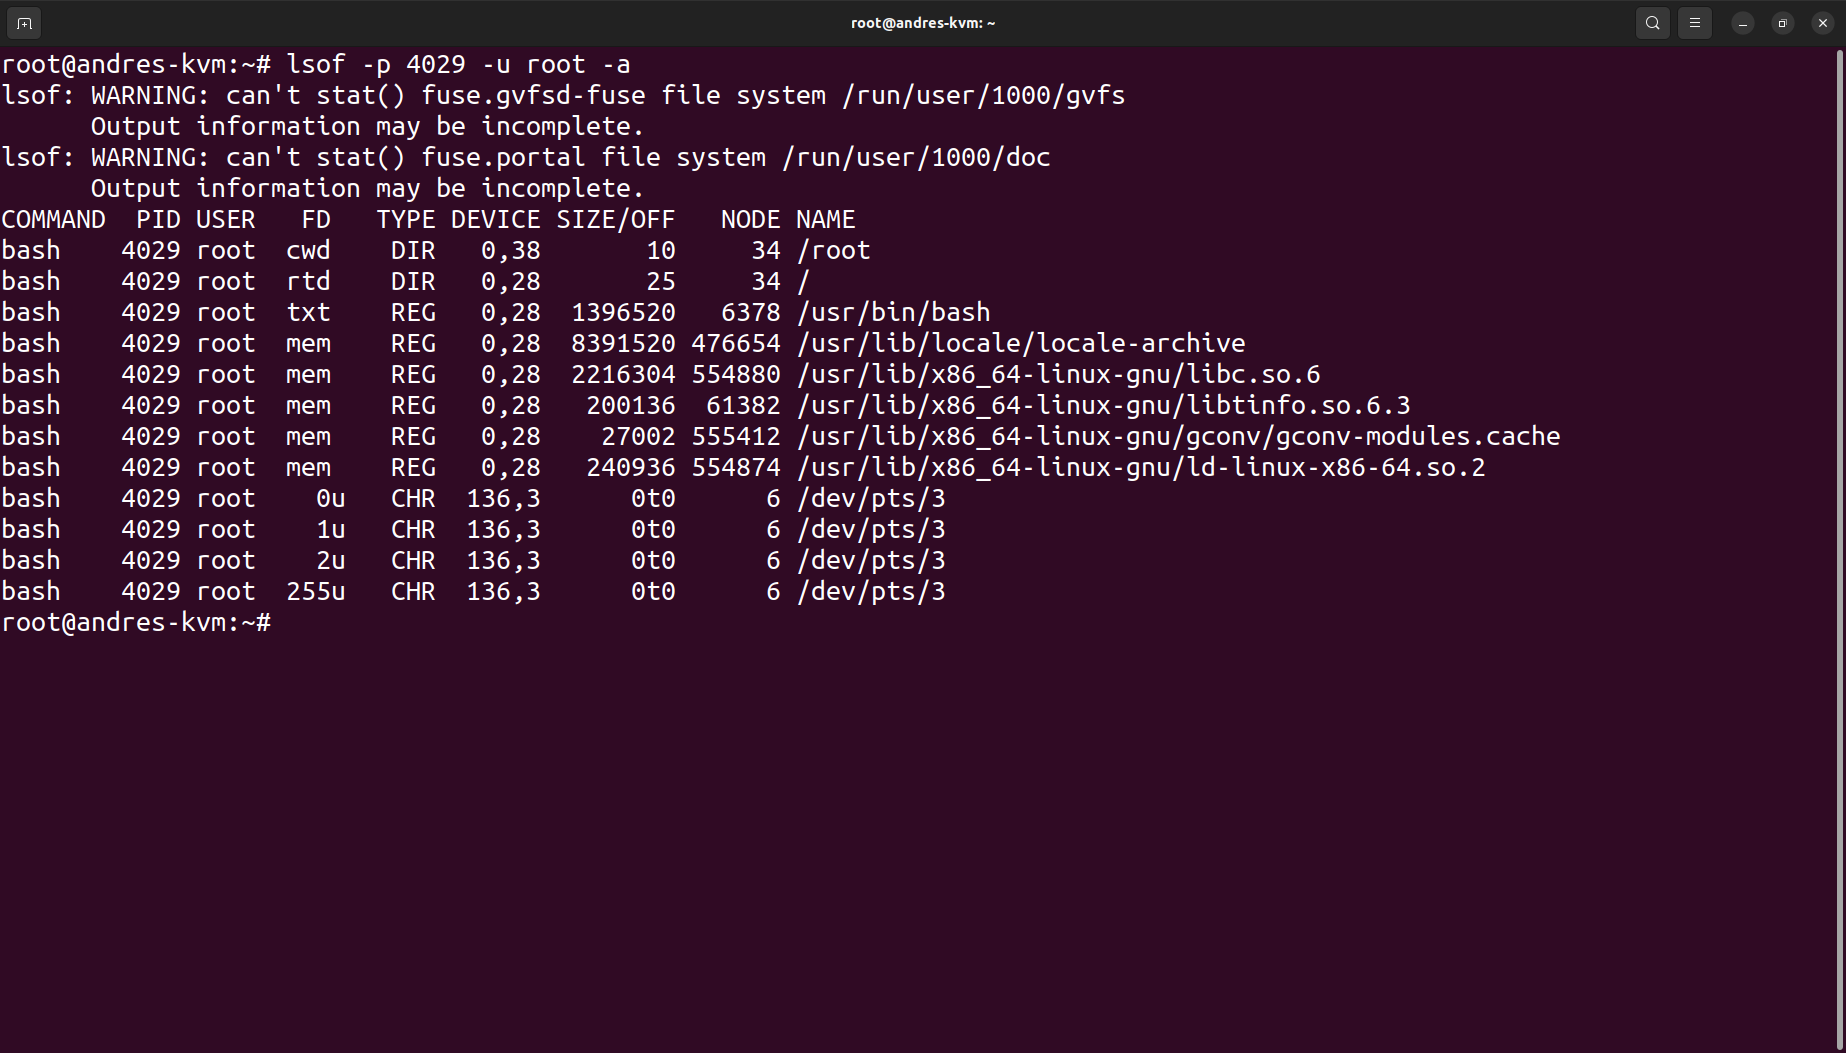 root@andres-kvm: ~
root@andres-kvm:~# lsof -p 4029 -u root -a
lsof: WARNING: can't stat() fuse.gvfsd-fuse file system /run/user/1000/gvfs
      Output information may be incomplete.
lsof: WARNING: can't stat() fuse.portal file system /run/user/1000/doc
      Output information may be incomplete.
COMMAND  PID USER   FD   TYPE DEVICE SIZE/OFF   NODE NAME
bash    4029 root  cwd    DIR   0,38       10     34 /root
bash    4029 root  rtd    DIR   0,28       25     34 /
bash    4029 root  txt    REG   0,28  1396520   6378 /usr/bin/bash
bash    4029 root  mem    REG   0,28  8391520 476654 /usr/lib/locale/locale-archive
bash    4029 root  mem    REG   0,28  2216304 554880 /usr/lib/x86_64-linux-gnu/libc.so.6
bash    4029 root  mem    REG   0,28   200136  61382 /usr/lib/x86_64-linux-gnu/libtinfo.so.6.3
bash    4029 root  mem    REG   0,28    27002 555412 /usr/lib/x86_64-linux-gnu/gconv/gconv-modules.cache
bash    4029 root  mem    REG   0,28   240936 554874 /usr/lib/x86_64-linux-gnu/ld-linux-x86-64.so.2
bash    4029 root    0u   CHR  136,3      0t0      6 /dev/pts/3
bash    4029 root    1u   CHR  136,3      0t0      6 /dev/pts/3
bash    4029 root    2u   CHR  136,3      0t0      6 /dev/pts/3
bash    4029 root  255u   CHR  136,3      0t0      6 /dev/pts/3
root@andres-kvm:~#